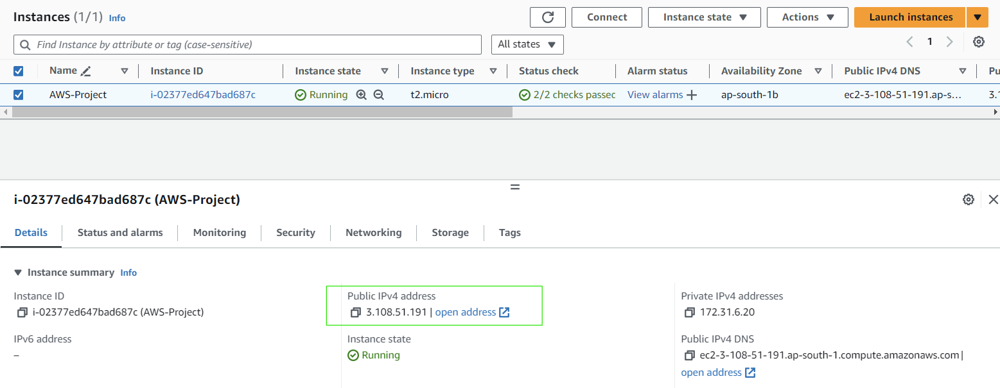 Instances (1/1) Info Connect Instance state Actions Launch instances
Find Instance by attribute or tag (case-sensitive) All states 1
Name Instance ID Instance state Instance type Status check Alarm status Availability Zone Public IPv4 DNS Pu
AWS-Project i-02377ed647bad687c Running t2.micro 2/2 checks passec View alarms ap-south-1b ec2-3-108-51-191.ap-s… 3.1
i-02377ed647bad687c (AWS-Project)
Details Status and alarms Monitoring Security Networking Storage Tags
Instance summary Info
Instance ID Public IPv4 address Private IPv4 addresses
i-02377ed647bad687c (AWS-Project) 3.108.51.191 | open address 172.31.6.20
IPv6 address Instance state Public IPv4 DNS
– Running ec2-3-108-51-191.ap-south-1.compute.amazonaws.com |
open address